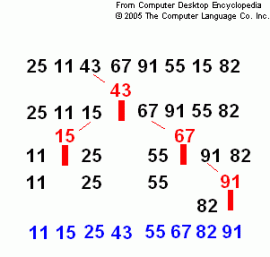 From Computer Desktop Encyclopedia
© 2005 The Computer Language Co. Inc.
25 11 43 67 91 55 15 82
43
25 11 15 67 91 55 82
15 67
11 25 55 91 82
11 25 55 91
82
11 15 25 43 55 67 82 91